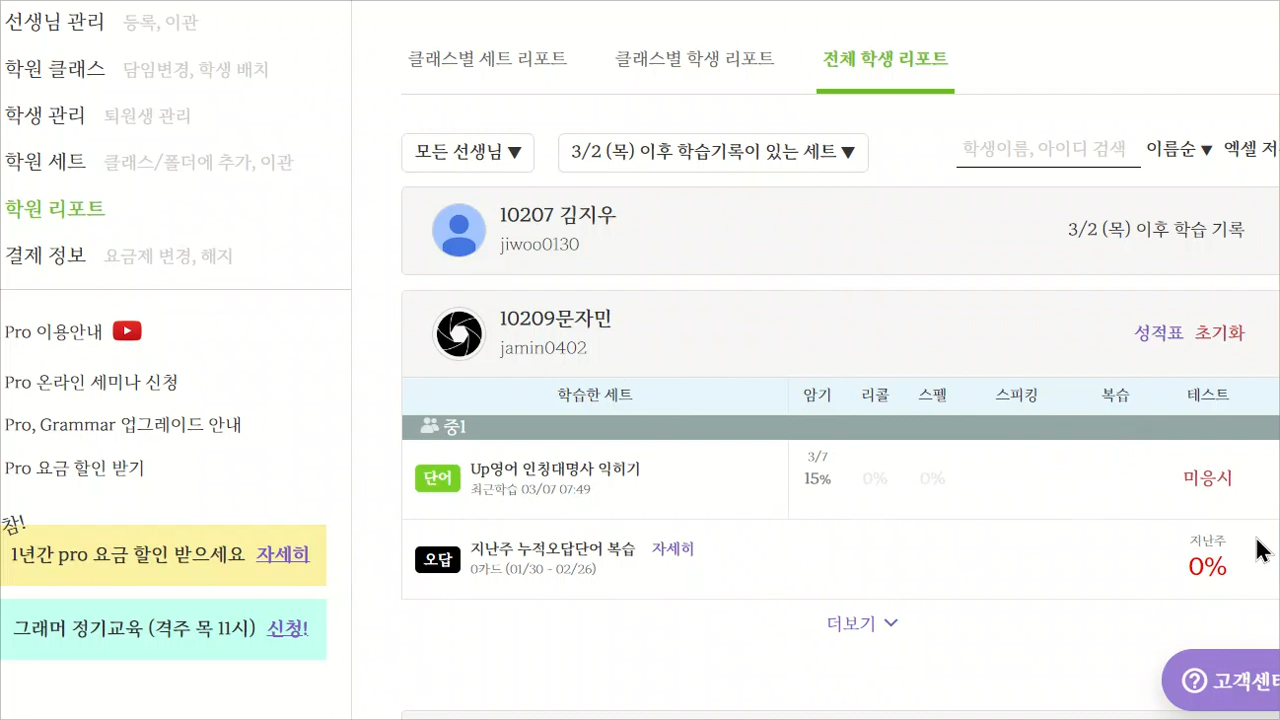 선생님 관리 등록, 이관
학원 클래스 담임변경, 학생 배치
학생 관리 퇴원생 관리
학원 세트 클래스/폴더에 추가, 이관
학원 리포트
결제 정보 요금제 변경, 해지
Pro 이용안내
Pro 온라인 세미나 신청
Pro, Grammar 업그레이드 안내
Pro 요금 할인 받기
참!
1년간 pro 요금 할인 받으세요 자세히
그래머 정기교육 (격주 목 11시) 신청!
클래스별 세트 리포트 클래스별 학생 리포트 전체 학생 리포트
모든 선생님▼ 3/2 (목) 이후 학습기록이 있는 세트▼ 학생이름, 아이디 검색 이름순▼ 엑셀 저
10207 김지우
jiwoo0130
3/2 (목) 이후 학습 기록
10209문자민
jamin0402
성적표 초기화
학습한 세트 암기 리콜 스펠 스피킹 복습 테스트
중1
단어 Up영어 인칭대명사 익히기
최근학습 03/07 07:49
3/7
15% 0% 0% 미응시
오답 지난주 누적오답단어 복습 자세히
0카드 (01/30 - 02/26)
지난주
0%
더보기
고객센터